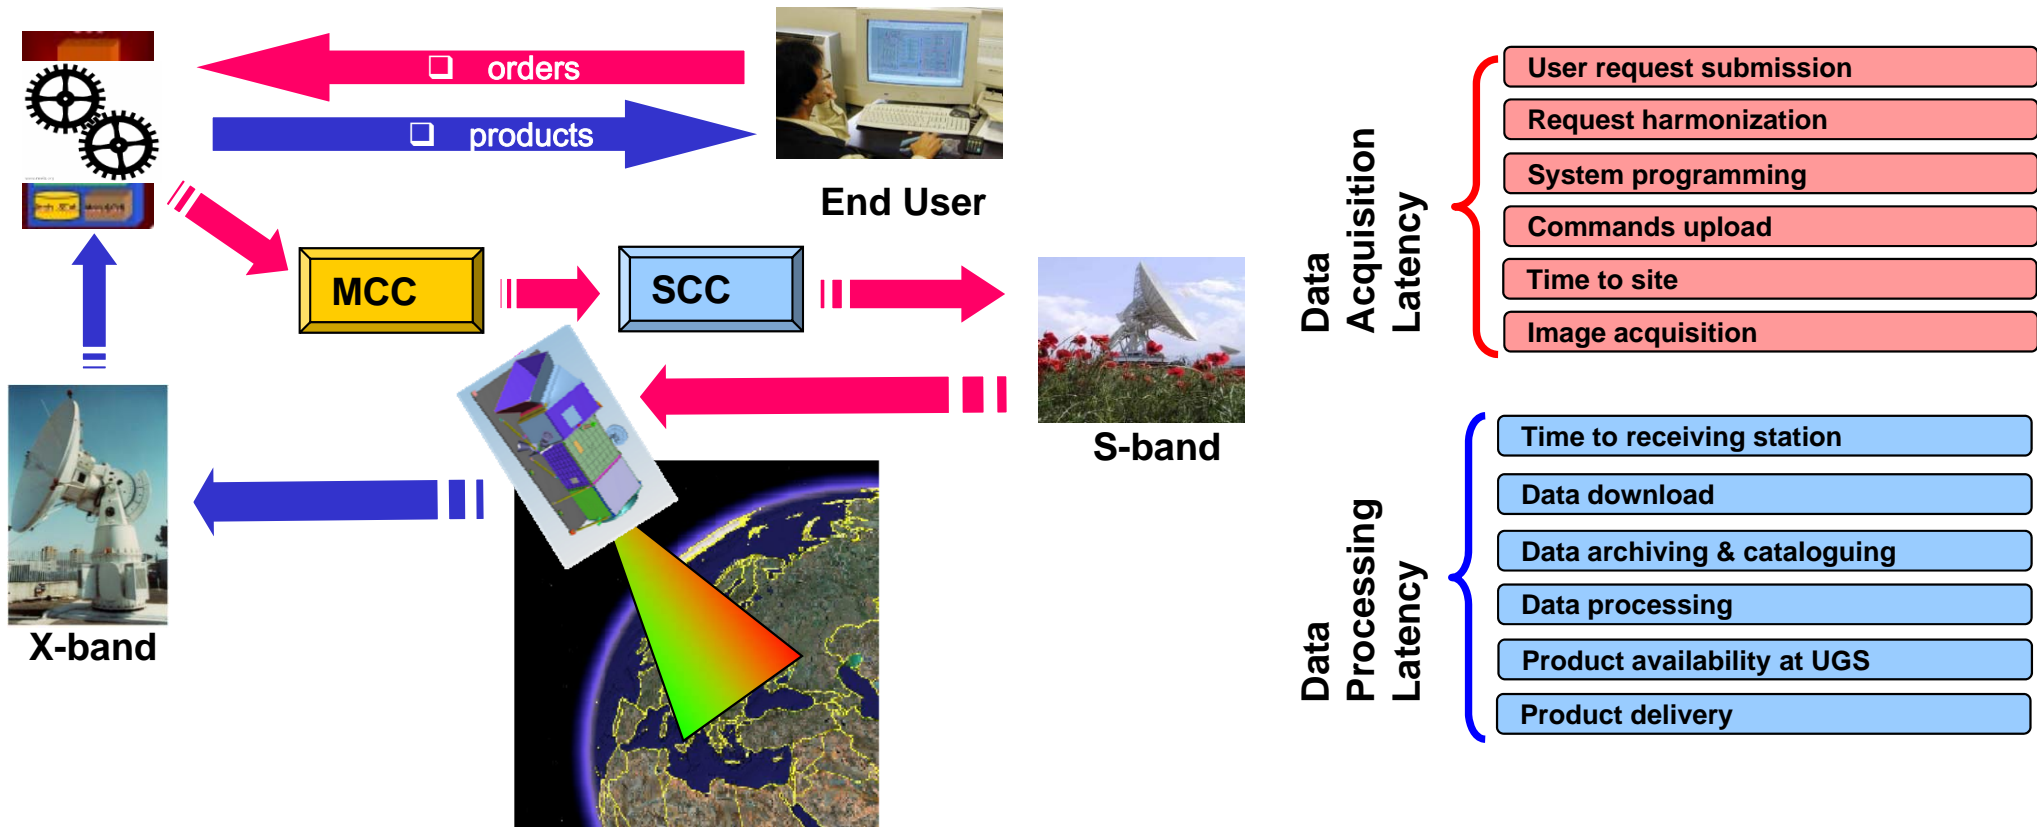 orders
products
End User
MCC
SCC
S-band
X-band
Data
Acquisition
Latency
User request submission
Request harmonization
System programming
Commands upload
Time to site
Image acquisition
Data
Processing
Latency
Time to receiving station
Data download
Data archiving & cataloguing
Data processing
Product availability at UGS
Product delivery